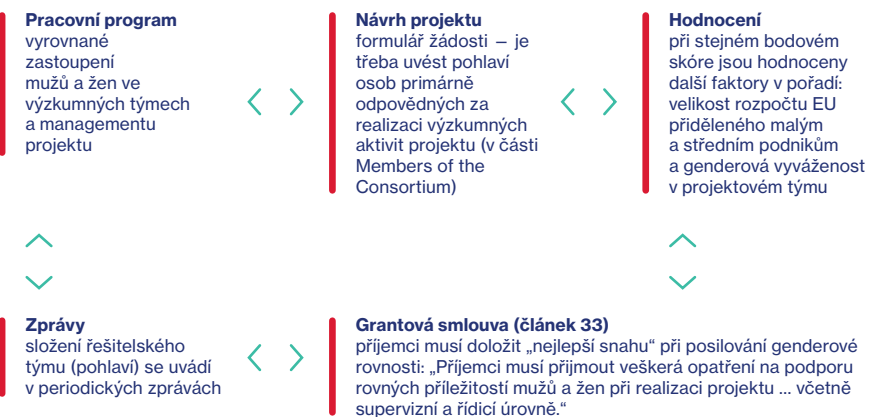 Pracovní program
vyrovnané
zastoupení
mužů a žen ve
výzkumných týmech
a managementu
projektu
Návrh projektu
formulář žádosti — je
třeba uvést pohlaví
osob primárně
odpovědných za
realizaci výzkumných
aktivit projektu (v části
Members of the
Consortium)
Hodnocení
při stejném bodovém
skóre jsou hodnoceny
další faktory v pořadí:
velikost rozpočtu EU
přiděleného malým
a středním podnikům
a genderová vyváženost
v projektovém týmu
Zprávy
složení řešitelského
týmu (pohlaví) se uvádí
v periodických zprávách
Grantová smlouva (článek 33)
příjemci musí doložit „nejlepší snahu“ při posilování genderové
rovnosti: „Příjemci musí přijmout veškerá opatření na podporu
rovných příležitostí mužů a žen při realizaci projektu ... včetně
supervizní a řídicí úrovně.“